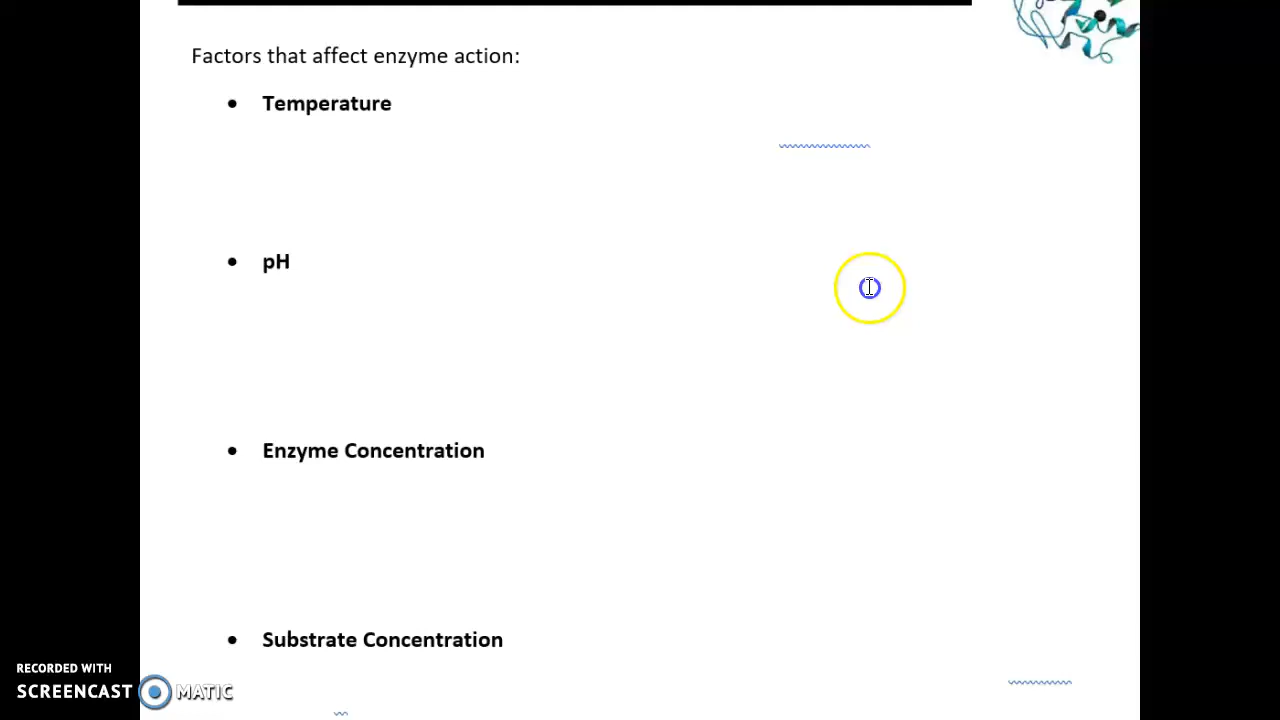 Factors that affect enzyme action:
• Temperature
• pH
• Enzyme Concentration
• Substrate Concentration
RECORDED WITH
SCREENCAST MATIC